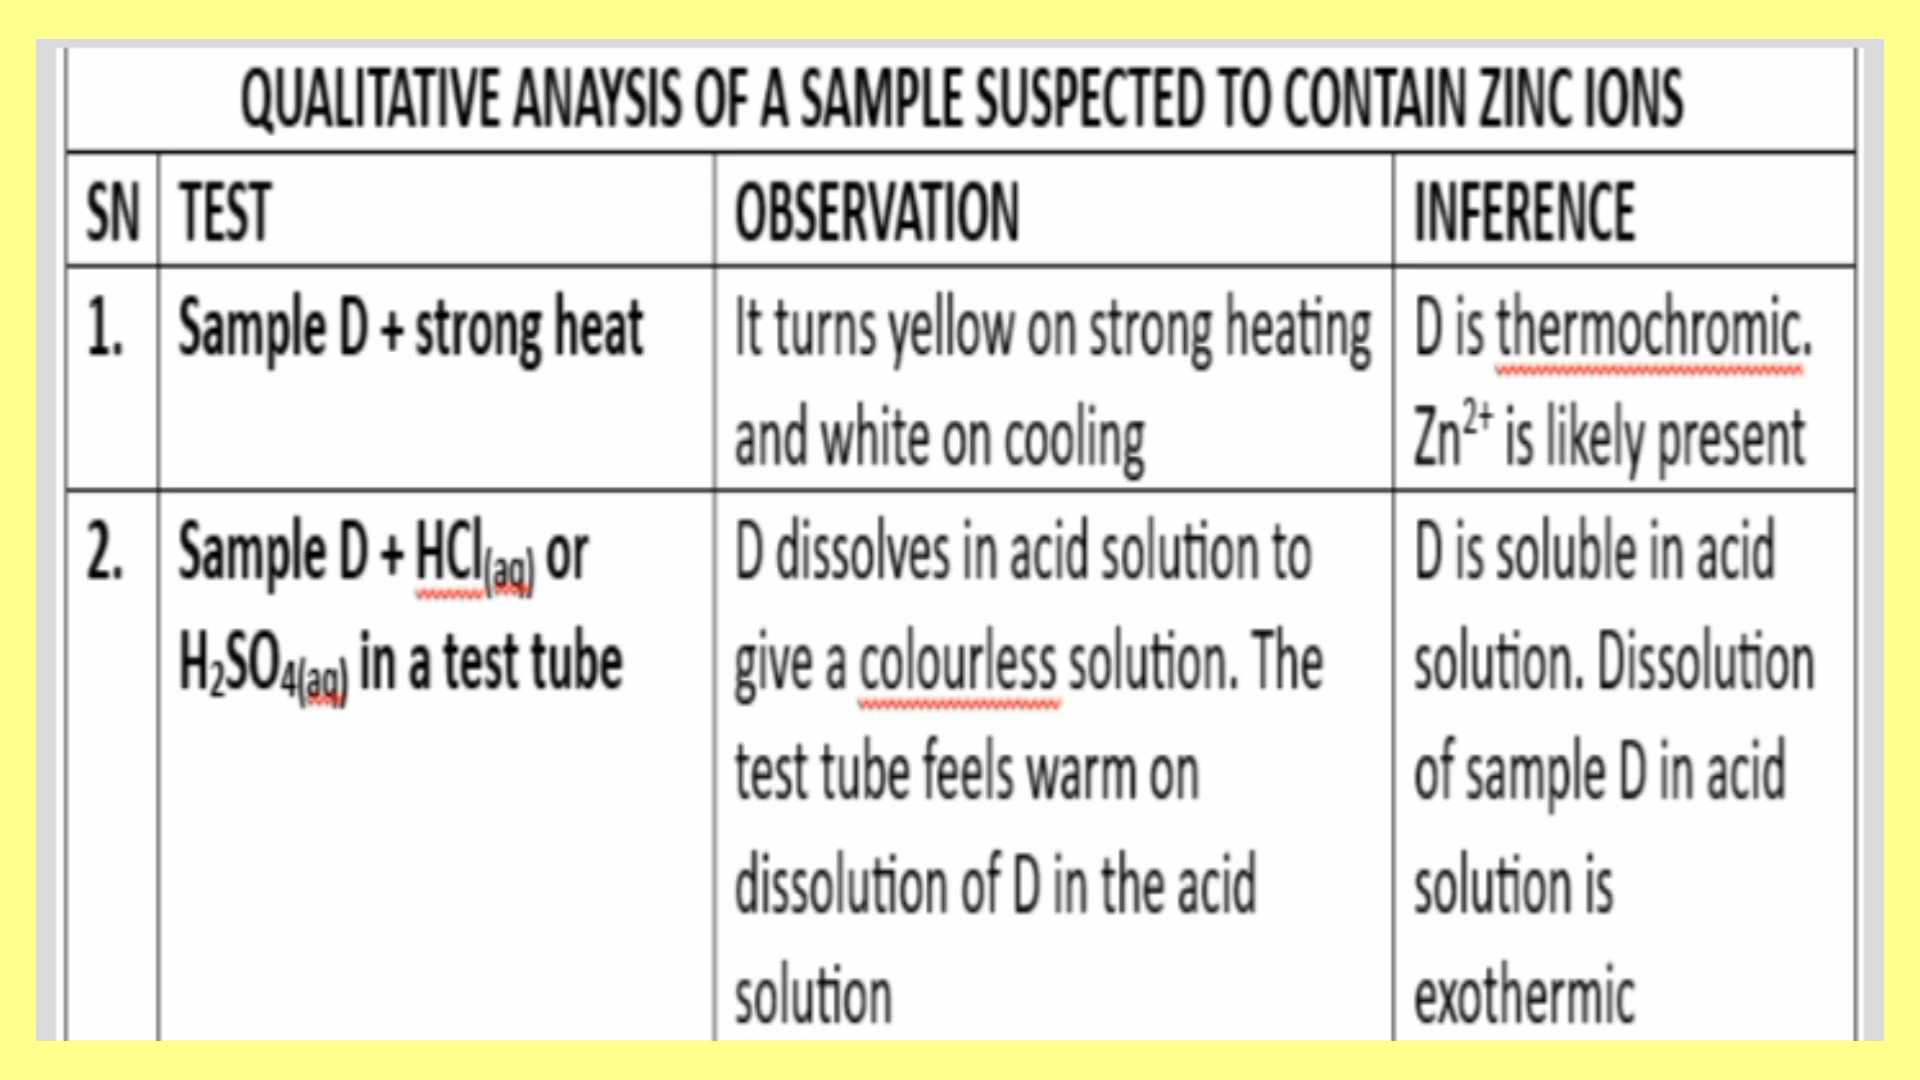 QUALITATIVE ANAYSIS OF A SAMPLE SUSPECTED TO CONTAIN ZINC IONS
SN TEST OBSERVATION INFERENCE
1. Sample D + strong heat
It turns yellow on strong heating
and white on cooling
D is thermochromic.
Zn²⁺ is likely present
2. Sample D + HCl(aq) or
H₂SO₄(aq) in a test tube
D dissolves in acid solution to
give a colourless solution. The
test tube feels warm on
dissolution of D in the acid
solution
D is soluble in acid
solution. Dissolution
of sample D in acid
solution is
exothermic